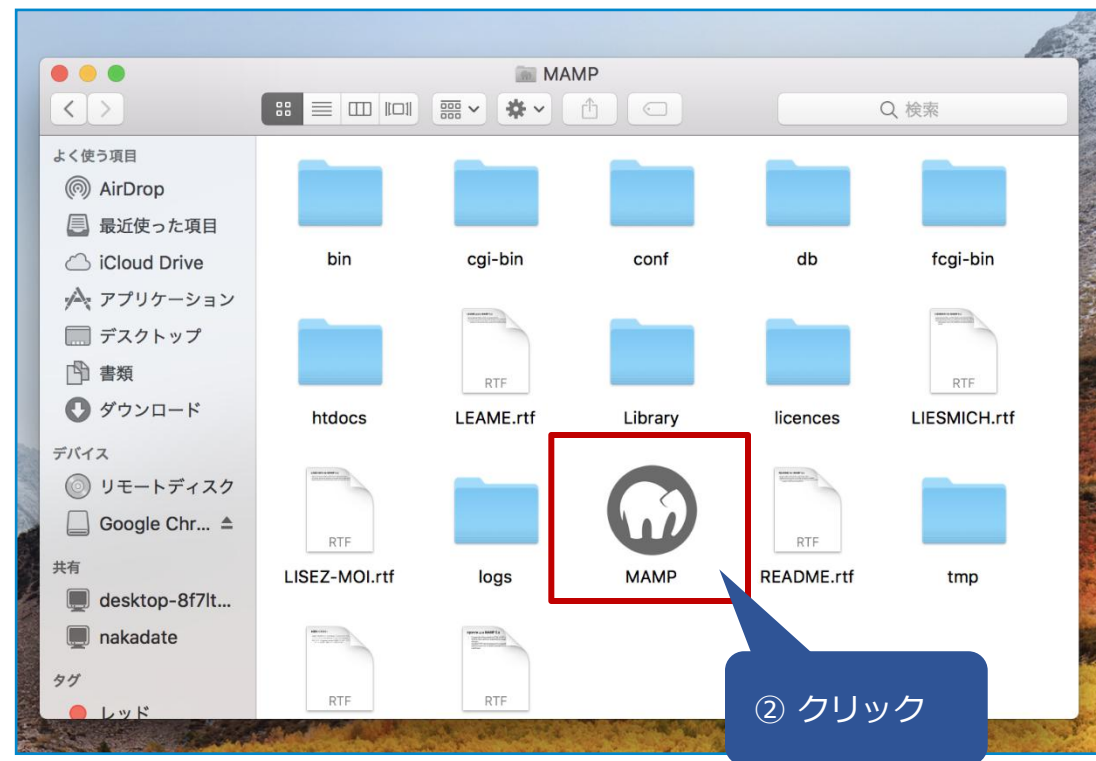 MAMP
検索
よく使う項目
AirDrop
最近使った項目
iCloud Drive
アプリケーション
デスクトップ
書類
ダウンロード
デバイス
リモートディスク
Google Chr...
共有
desktop-8f7lt...
nakadate
タグ
レッド
bin
cgi-bin
conf
db
fcgi-bin
RTF
RTF
htdocs
LEAME.rtf
Library
licences
LIESMICH.rtf
RTF
RTF
LISEZ-MOI.rtf
logs
MAMP
README.rtf
tmp
RTF
RTF
② クリック